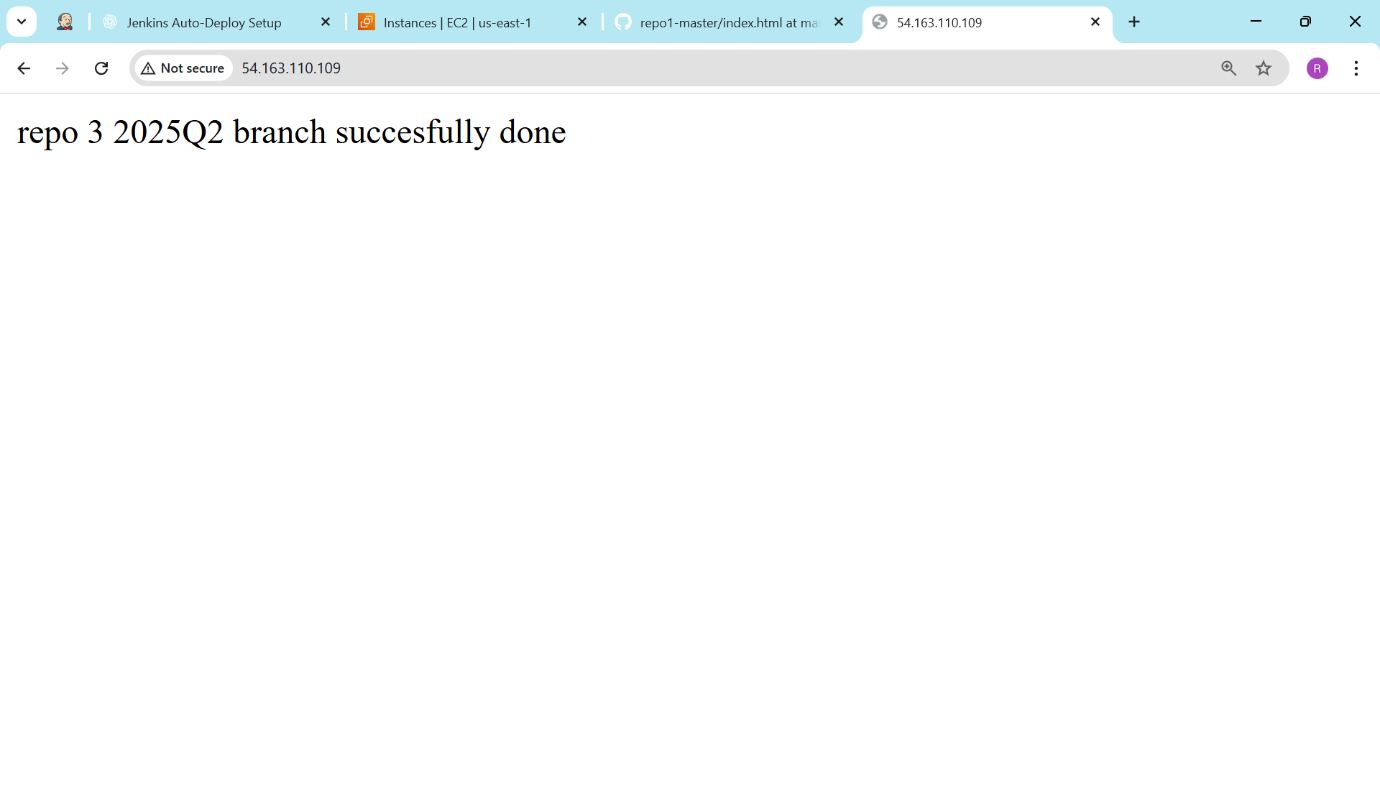 Jenkins Auto-Deploy Setup
Instances | EC2 | us-east-1
repo1-master/index.html at ma
54.163.110.109
Not secure
54.163.110.109
R
repo 3 2025Q2 branch succesfully done